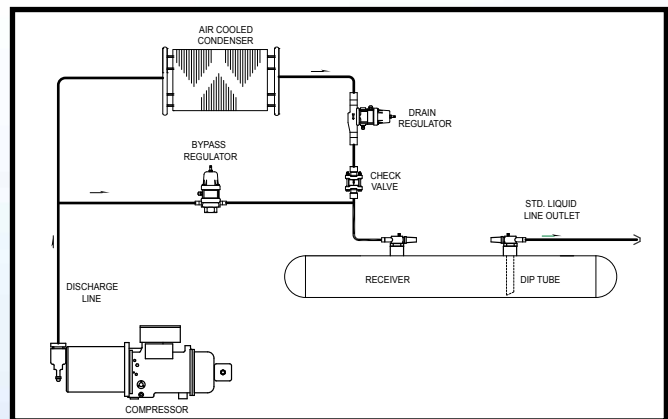 AIR COOLED
CONDENSER
DRAIN
REGULATOR
BYPASS
REGULATOR
CHECK
VALVE
STD. LIQUID
LINE OUTLET
RECEIVER
DIP TUBE
DISCHARGE
LINE
COMPRESSOR